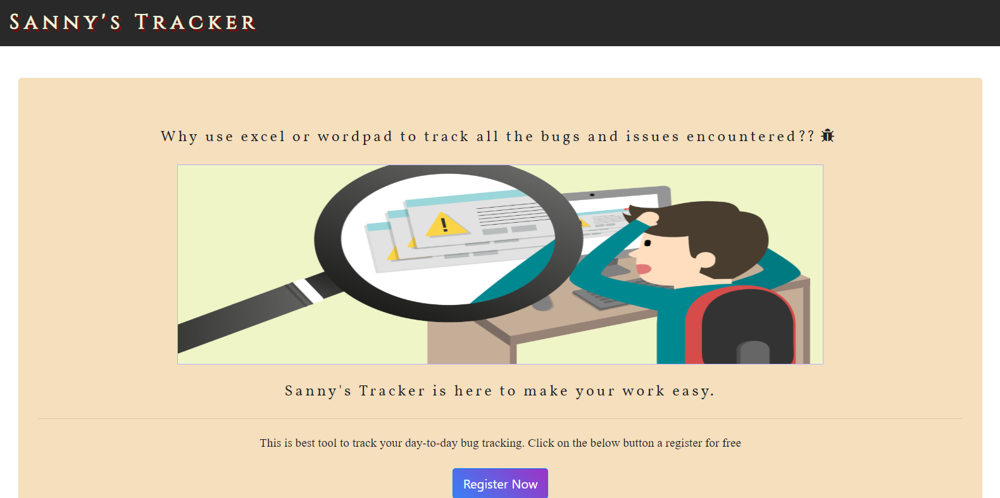 Sanny's Tracker
Why use excel or wordpad to track all the bugs and issues encountered??
Sanny's Tracker is here to make your work easy.
This is best tool to track your day-to-day bug tracking. Click on the below button a register for free
Register Now